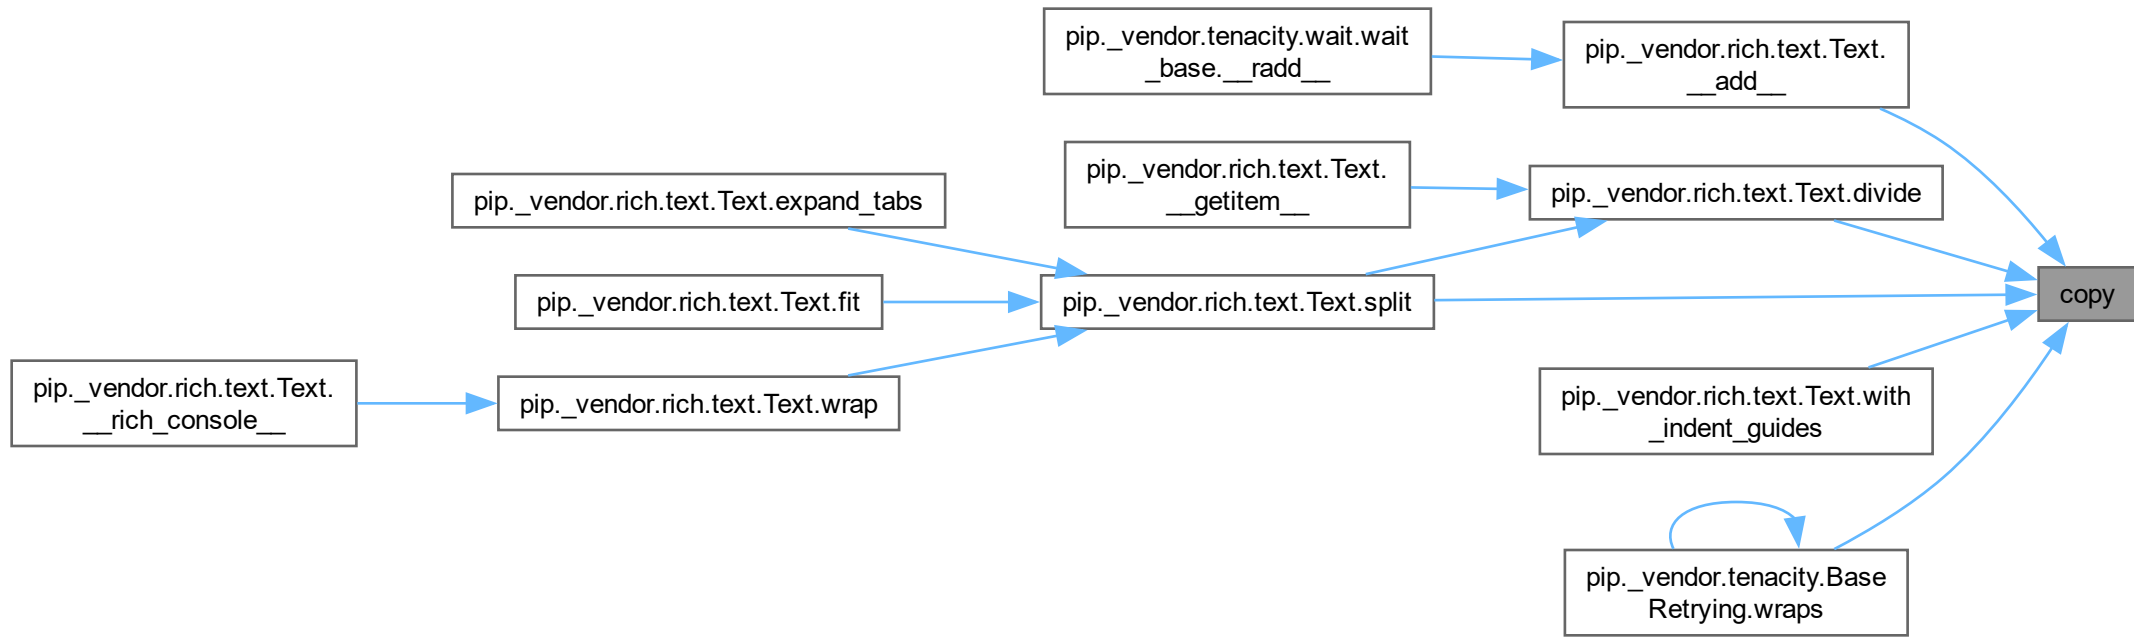 pip._vendor.tenacity.wait.wait
_base.__radd__
pip._vendor.rich.text.Text.
__add__
pip._vendor.rich.text.Text.
__getitem__
pip._vendor.rich.text.Text.divide
pip._vendor.rich.text.Text.expand_tabs
pip._vendor.rich.text.Text.fit
pip._vendor.rich.text.Text.split
copy
pip._vendor.rich.text.Text.
__rich_console__
pip._vendor.rich.text.Text.wrap
pip._vendor.rich.text.Text.with
_indent_guides
pip._vendor.tenacity.Base
Retrying.wraps